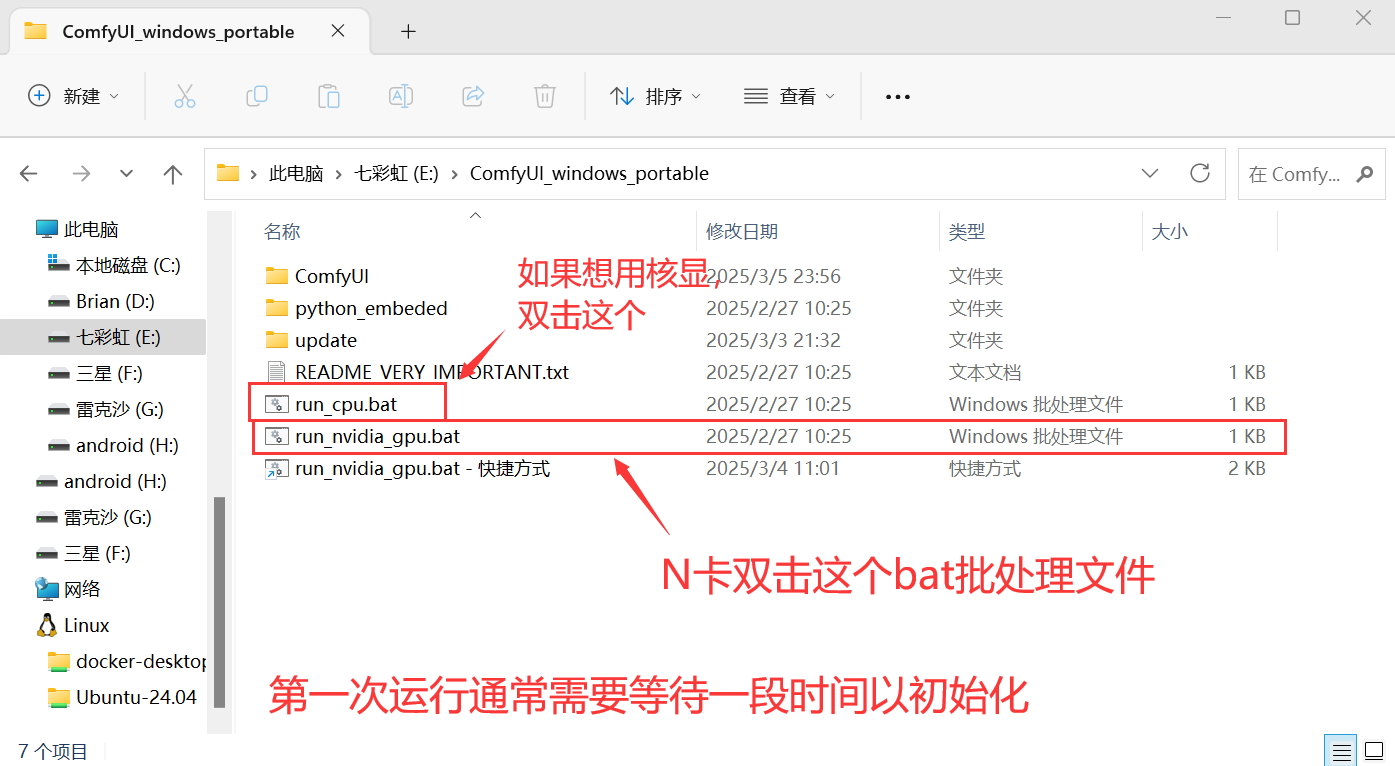 ComfyUI_windows_portable
新建
排序
查看
此电脑 › 七彩虹 (E:) › ComfyUI_windows_portable
在 Comfy...
此电脑
本地磁盘 (C:)
Brian (D:)
七彩虹 (E:)
三星 (F:)
雷克沙 (G:)
android (H:)
android (H:)
雷克沙 (G:)
三星 (F:)
网络
Linux
docker-desktop
Ubuntu-24.04
名称 修改日期 类型 大小
ComfyUI 2025/3/5 23:56 文件夹
python_embeded 2025/2/27 10:25 文件夹
update 2025/3/3 21:32 文件夹
README_VERY_IMPORTANT.txt 2025/2/27 10:25 文本文档 1 KB
run_cpu.bat 2025/2/27 10:25 Windows 批处理文件 1 KB
run_nvidia_gpu.bat 2025/2/27 10:25 Windows 批处理文件 1 KB
run_nvidia_gpu.bat - 快捷方式 2025/3/4 11:01 快捷方式 2 KB
如果想用核显,
双击这个
N卡双击这个bat批处理文件
第一次运行通常需要等待一段时间以初始化
7 个项目